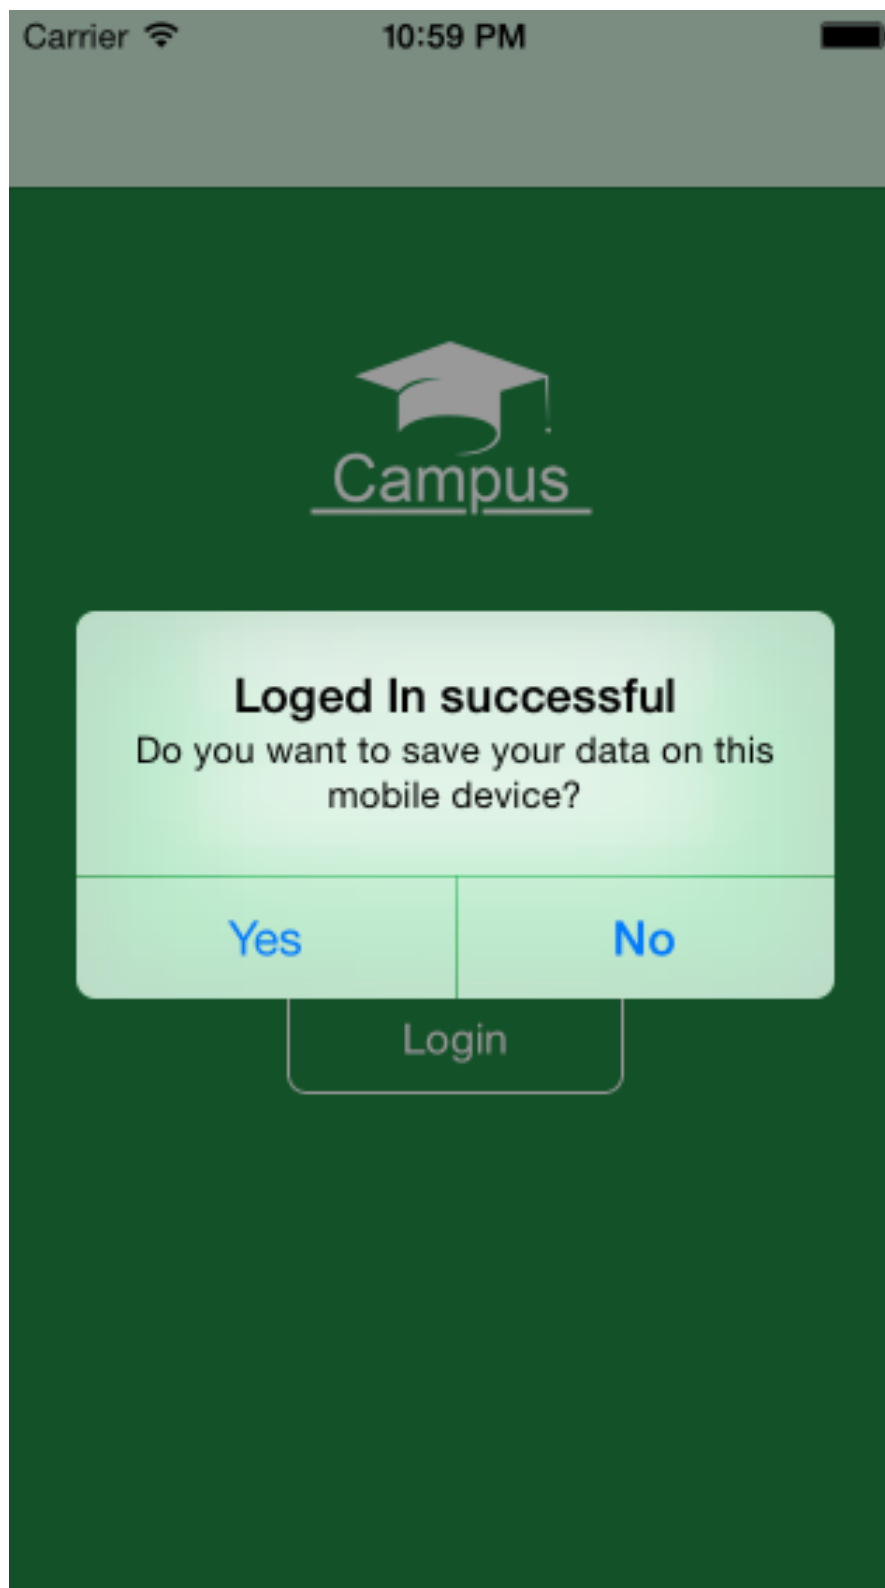 Carrier 10:59 PM
Campus
Loged In successful
Do you want to save your data on this
mobile device?
Yes No
Login